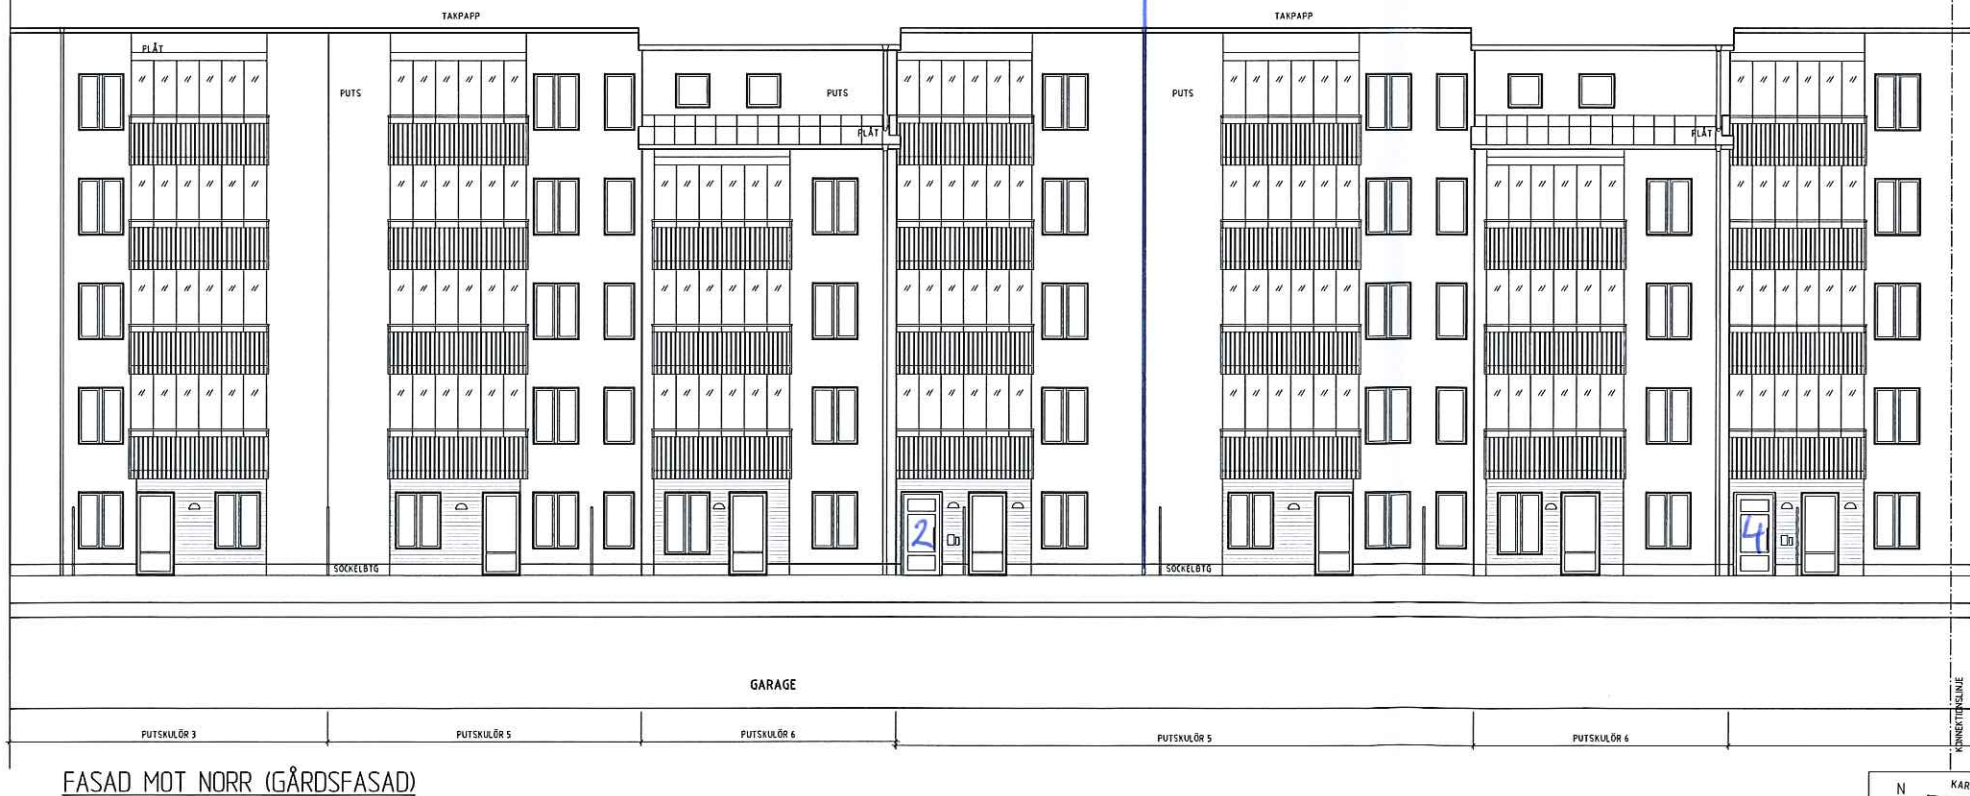 TAKPAPP
TAKPAPP
PLÅT
PUTS
PUTS
PUTS
PLÅT
PLÅT
2
4
SOCKELBTG
SOCKELBTG
GARAGE
KONNEKTIONSLINJE
PUTSKULÖR 3
PUTSKULÖR 5
PUTSKULÖR 6
PUTSKULÖR 5
PUTSKULÖR 6
FASAD MOT NORR (GÅRDSFASAD)
N
KAR